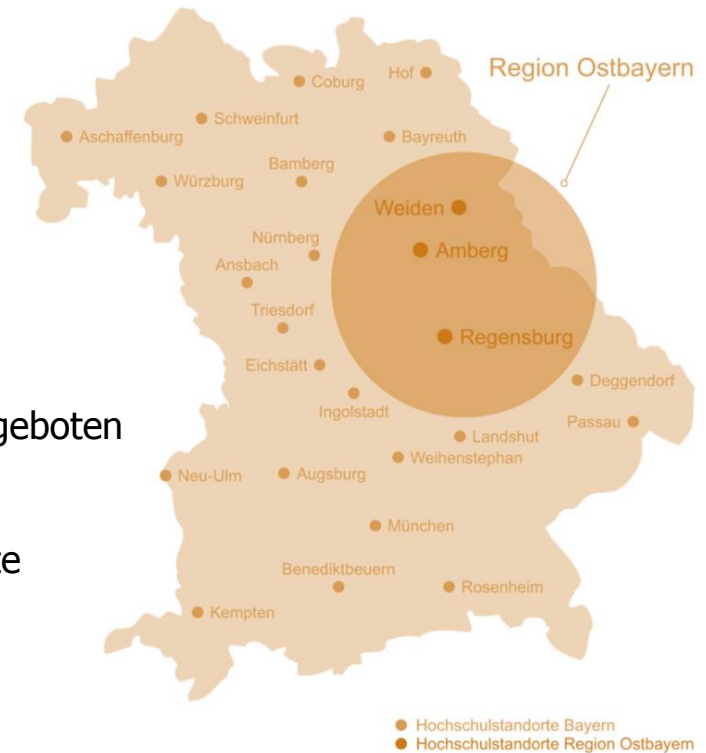 Hof
Coburg
Region Ostbayern
Schweinfurt
Aschaffenburg
Bayreuth
Bamberg
Würzburg
Weiden
Nürnberg
Amberg
Ansbach
Triesdorf
Regensburg
Eichstätt
Deggendorf
Ingolstadt
geboten
Passau
Landshut
Weihenstephan
Neu-Ulm
Augsburg
München
te
Benediktbeuern
Rosenheim
Kempten
Hochschulstandorte Bayern
Hochschulstandorte Region Ostbayern